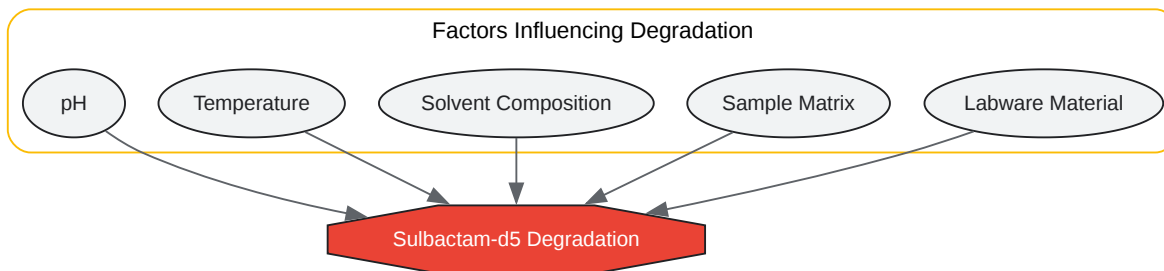 Factors Influencing Degradation
pH
Temperature
Solvent Composition
Sample Matrix
Labware Material
Sulbactam-d5 Degradation